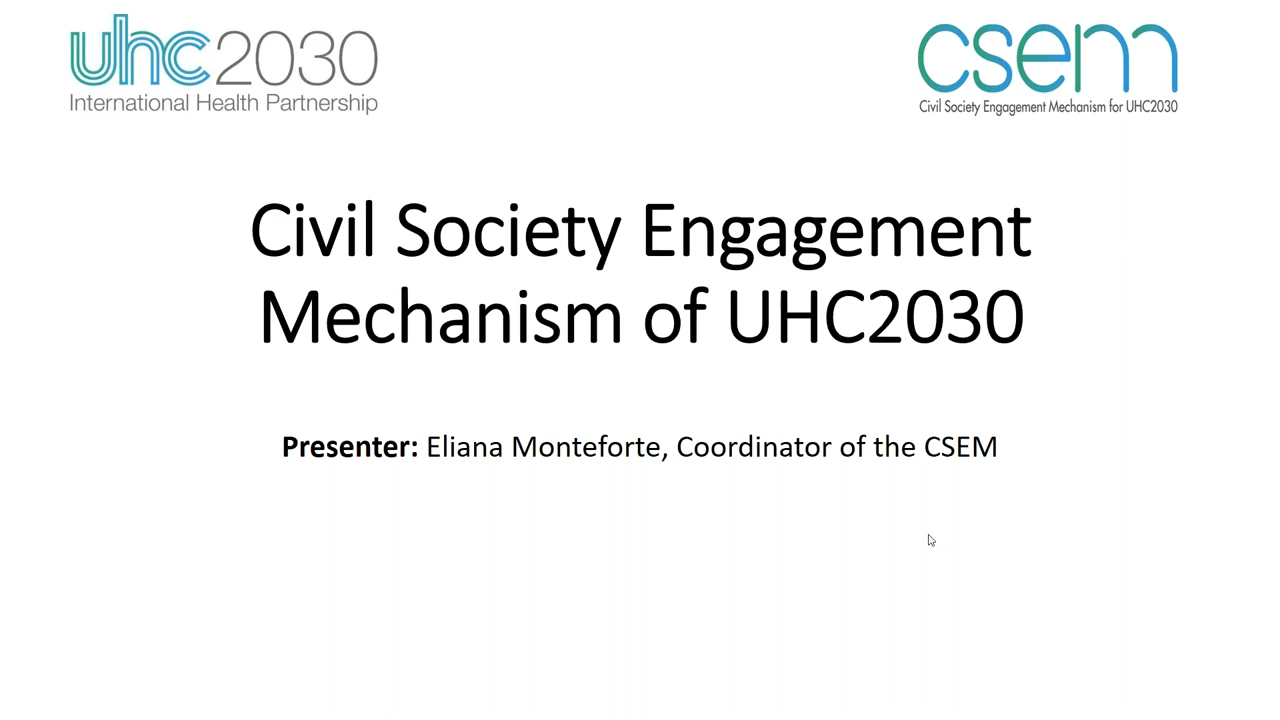 uhc2030
International Health Partnership
csem
Civil Society Engagement Mechanism for UHC2030
Civil Society Engagement
Mechanism of UHC2030
Presenter: Eliana Monteforte, Coordinator of the CSEM